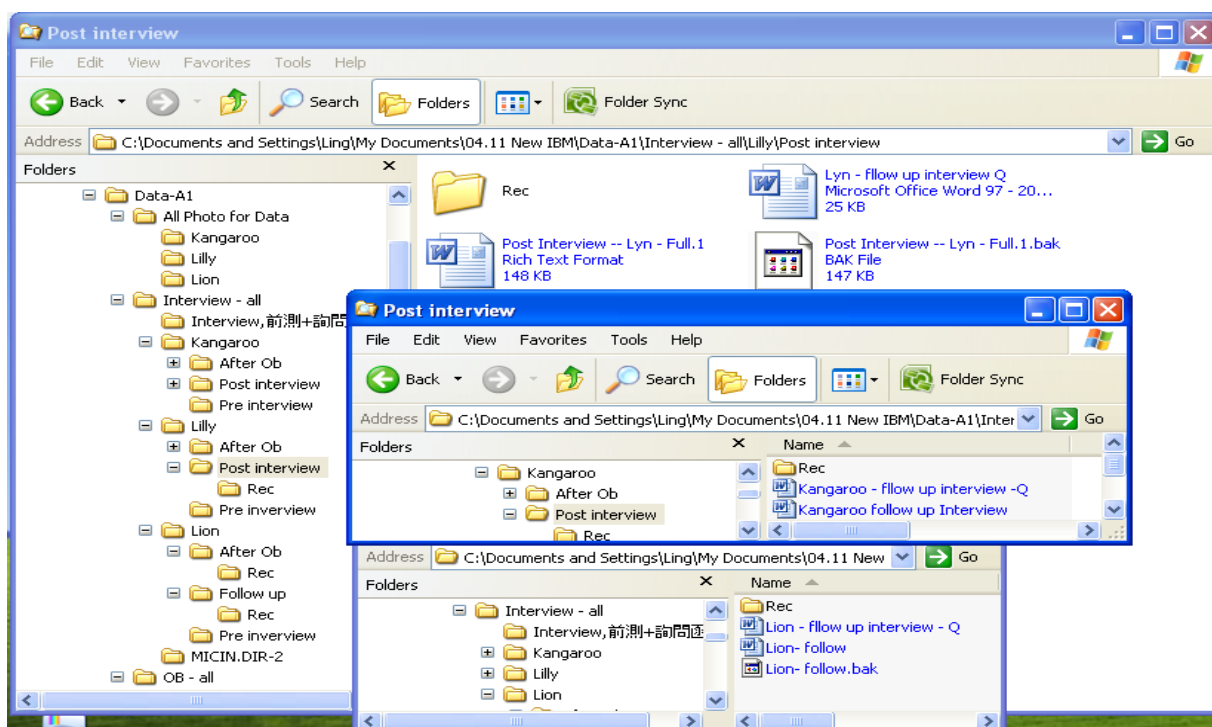 Post interview
File Edit View Favorites Tools Help
Back Search Folders Folder Sync
Address C:\Documents and Settings\Ling\My Documents\04.11 New IBM\Data-A1\Interview - all\Lilly\Post interview Go
Folders
Data-A1
All Photo for Data
Kangaroo
Lilly
Lion
Interview - all
Interview,前測+詢問
Kangaroo
After Ob
Post interview
Pre interview
Lilly
After Ob
Post interview
Rec
Pre inverview
Lion
After Ob
Rec
Follow up
Rec
Pre inverview
MICIN.DIR-2
OB - all
Rec
Lyn - fllow up interview Q
Microsoft Office Word 97 - 20...
25 KB
Post Interview -- Lyn - Full.1
Rich Text Format
148 KB
Post Interview -- Lyn - Full.1.bak
BAK File
147 KB
Post interview
File Edit View Favorites Tools Help
Back Search Folders Folder Sync
Address C:\Documents and Settings\Ling\My Documents\04.11 New IBM\Data-A1\Inter Go
Folders
Kangaroo
After Ob
Post interview
Rec
Name
Rec
Kangaroo - fllow up interview -Q
Kangaroo follow up Interview
Address C:\Documents and Settings\Ling\My Documents\04.11 New Go
Folders
Interview - all
Interview,前測+詢問
Kangaroo
Lilly
Lion
Name
Rec
Lion - fllow up interview - Q
Lion- follow
Lion- follow.bak